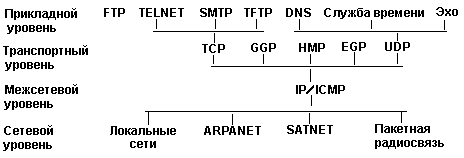 Прикладной уровень FTP TELNET SMTP TFTP DNS Служба времени Эхо
Транспортный уровень TCP GGP HMP EGP UDP
Межсетевой уровень IP/ICMP
Сетевой уровень Локальные сети ARPANET SATNET Пакетная радиосвязь